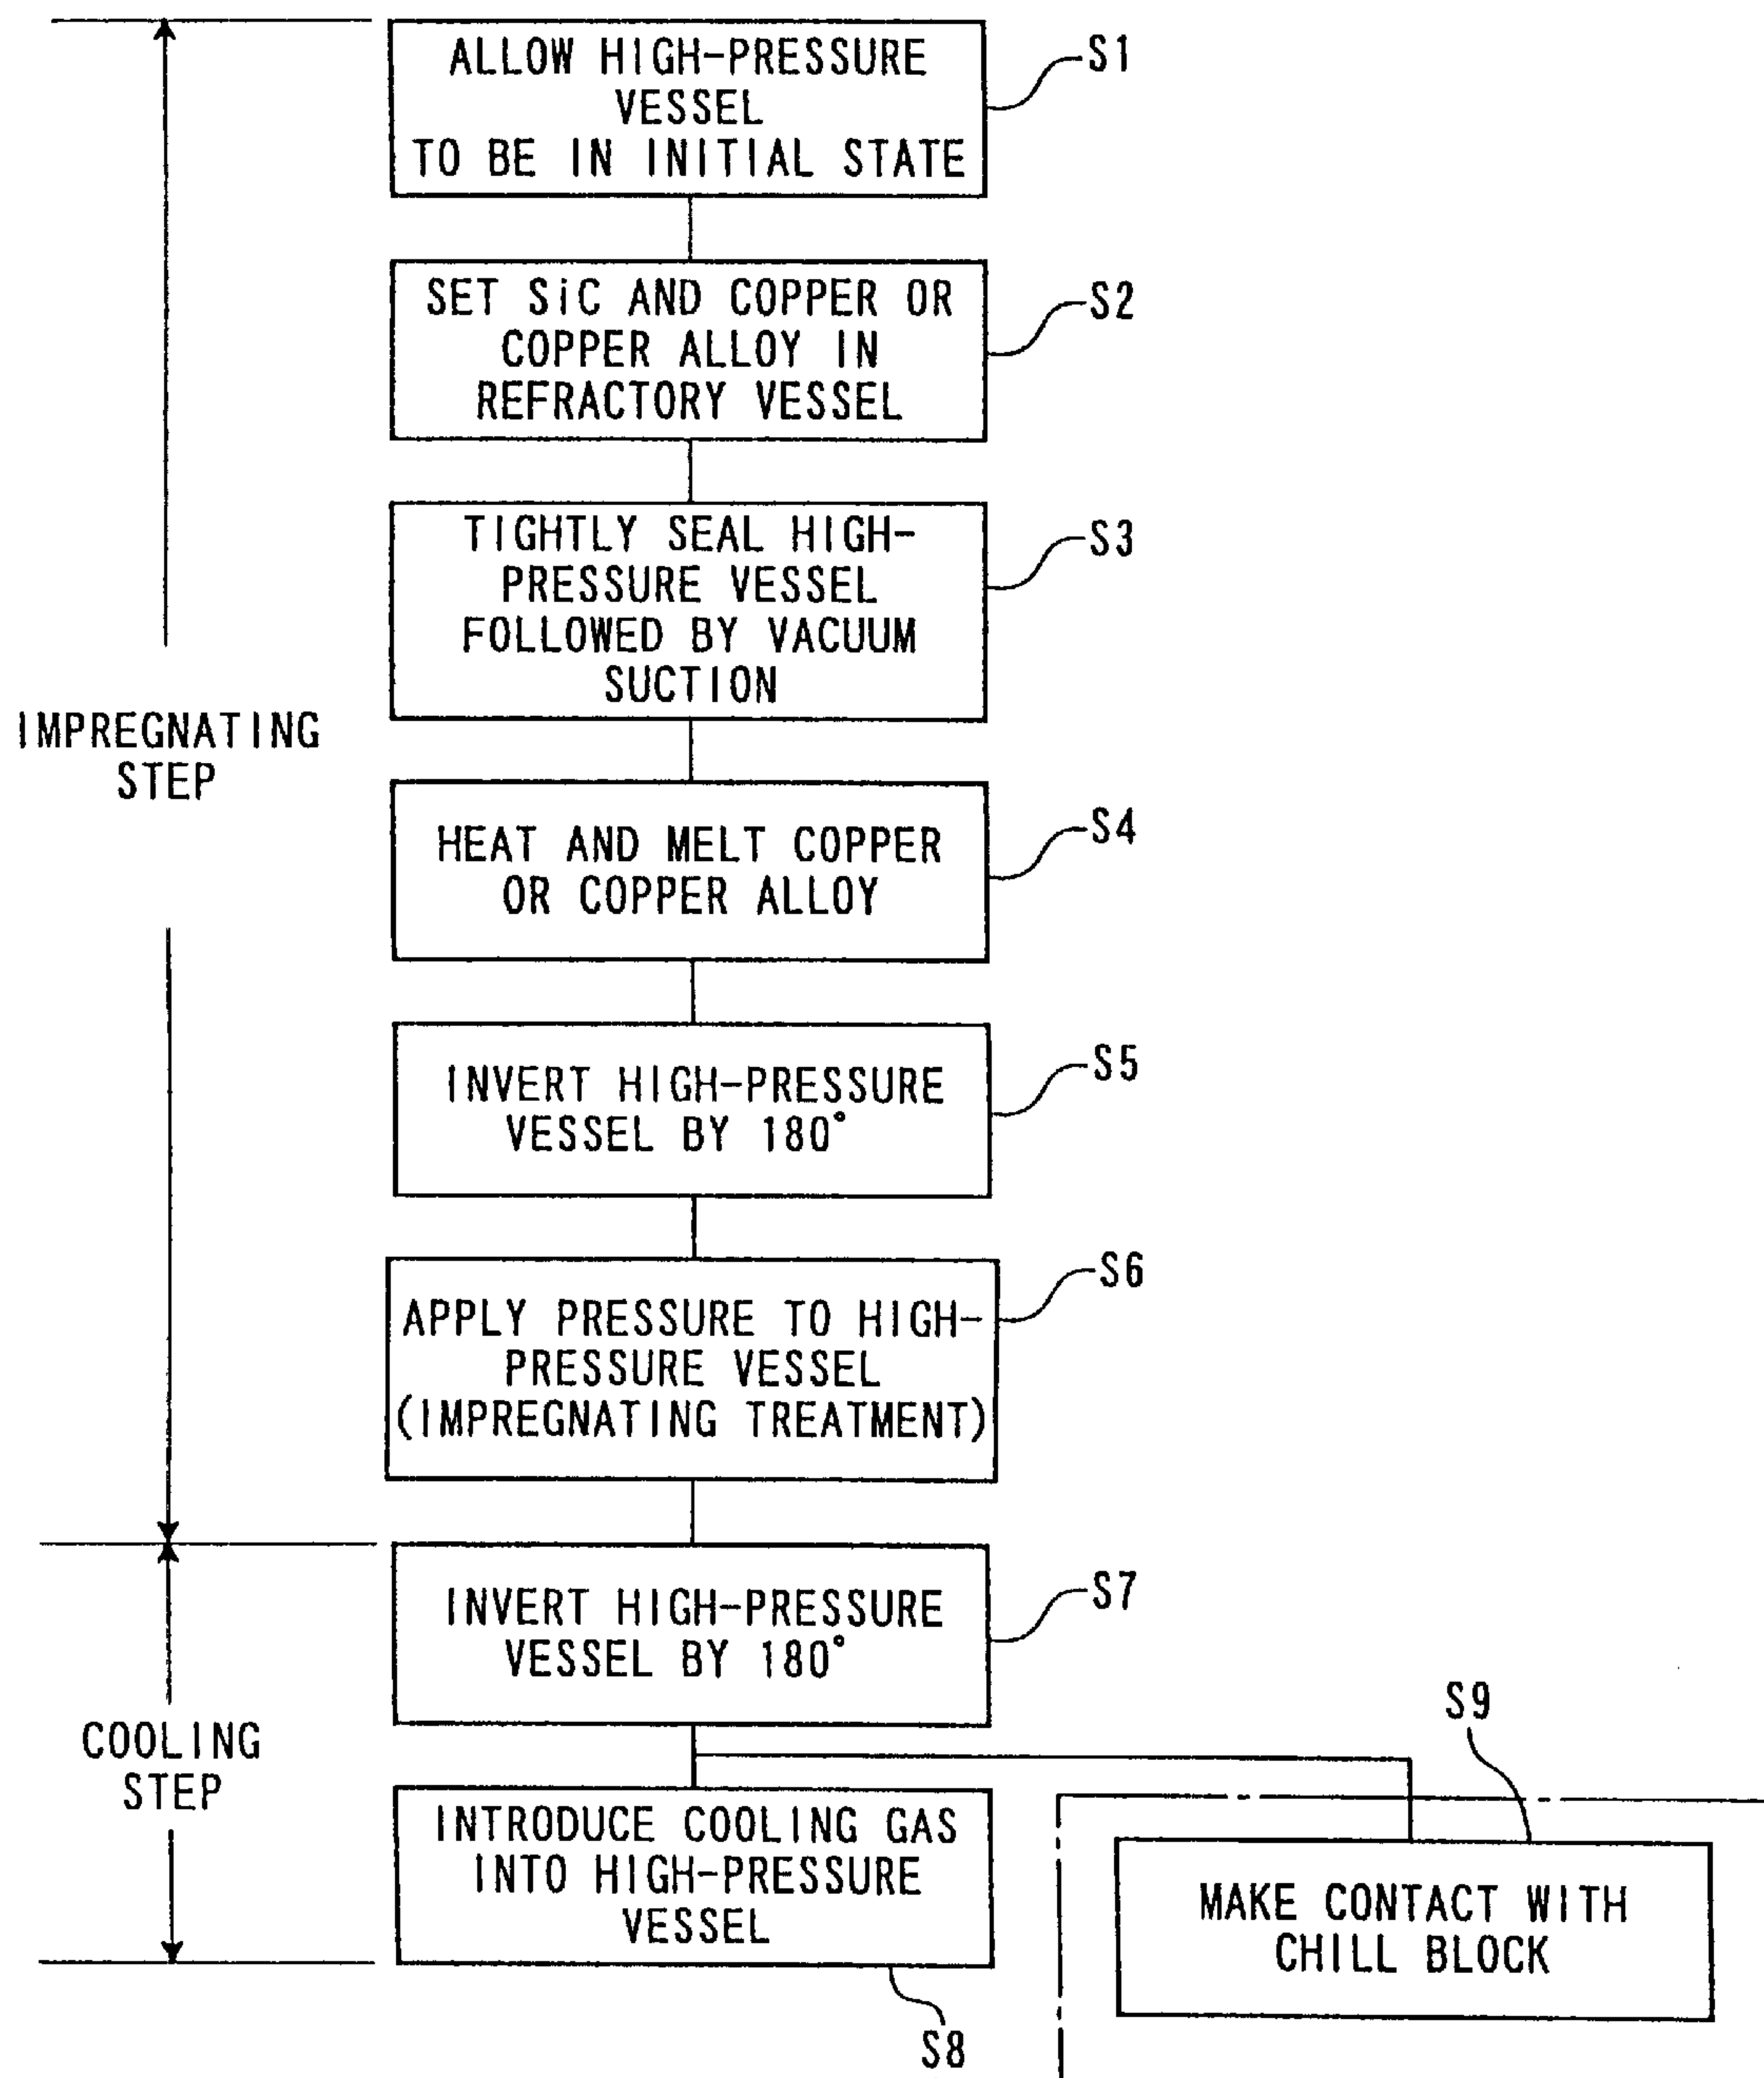 ALLOW HIGH-PRESSURE
VESSEL
TO BE IN INITIAL STATE
S1
SET SiC AND COPPER OR
COPPER ALLOY IN
REFRACTORY VESSEL
S2
TIGHTLY SEAL HIGH-
PRESSURE VESSEL
FOLLOWED BY VACUUM
SUCTION
S3
IMPREGNATING
STEP
HEAT AND MELT COPPER
OR COPPER ALLOY
S4
INVERT HIGH-PRESSURE
VESSEL BY 180°
S5
APPLY PRESSURE TO HIGH-
PRESSURE VESSEL
(IMPREGNATING TREATMENT)
S6
INVERT HIGH-PRESSURE
VESSEL BY 180°
S7
COOLING
STEP
INTRODUCE COOLING GAS
INTO HIGH-PRESSURE
VESSEL
S8
S9
MAKE CONTACT WITH
CHILL BLOCK